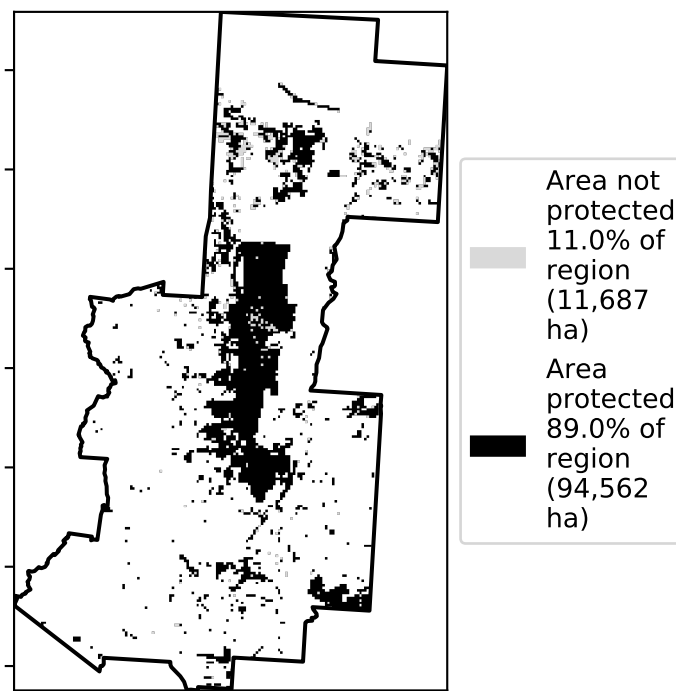 Area not
protected
11.0% of
region
(11,687
ha)
Area
protected
89.0% of
region
(94,562
ha)